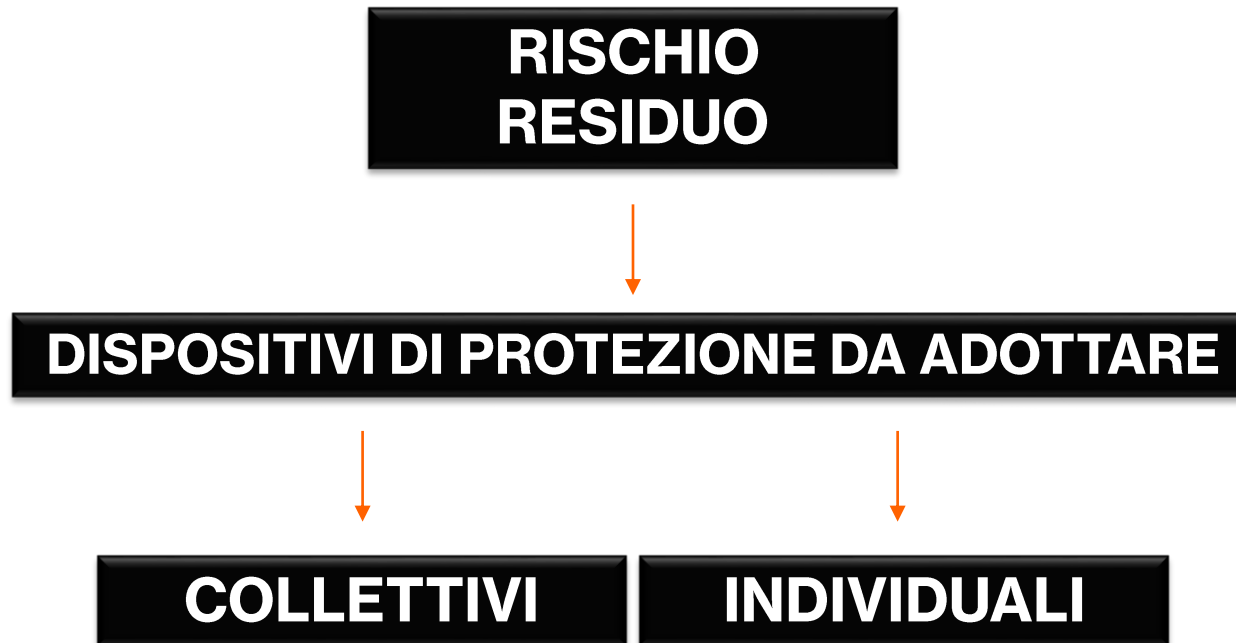 RISCHIO
RESIDUO
DISPOSITIVI DI PROTEZIONE DA ADOTTARE
COLLETTIVI
INDIVIDUALI